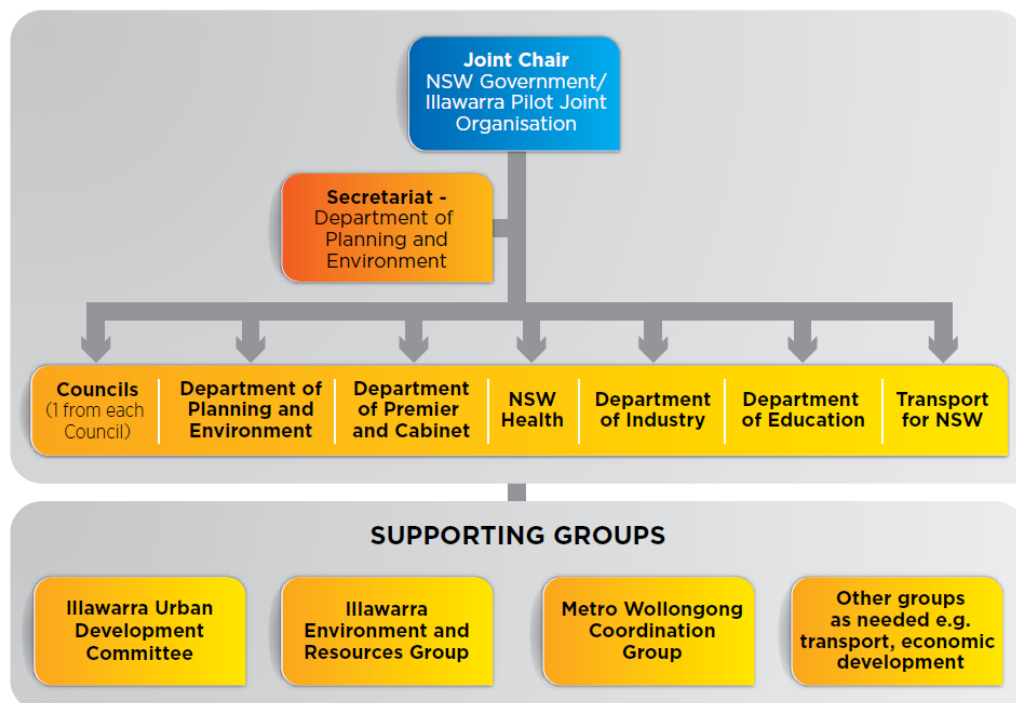 Joint Chair
NSW Government/
Illawarra Pilot Joint
Organisation
Secretariat -
Department of
Planning and
Environment
Councils
(1 from each
Council)
Department of
Planning and
Environment
Department
of Premier
and Cabinet
NSW
Health
Department
of Industry
Department
of Education
Transport
for NSW
SUPPORTING GROUPS
Illawarra Urban
Development
Committee
Illawarra
Environment and
Resources Group
Metro Wollongong
Coordination
Group
Other groups
as needed e.g.
transport, economic
development